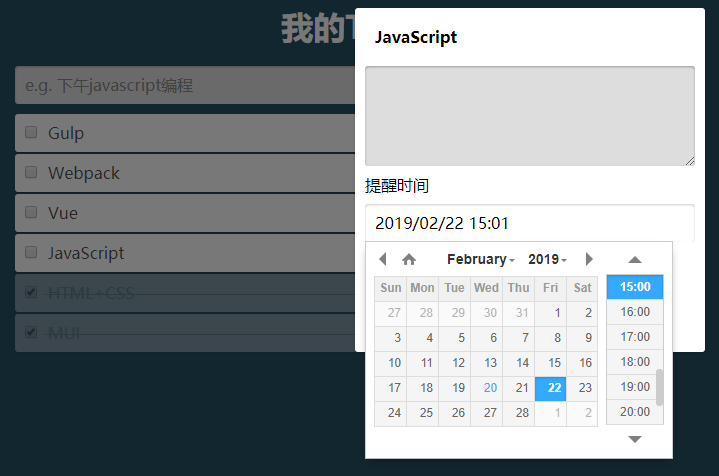 我的T
e.g. 下午javascript编程
Gulp
Webpack
Vue
JavaScript
HTML+CSS
MUI
JavaScript
提醒时间
2019/02/22 15:01
February 2019
Sun Mon Tue Wed Thu Fri Sat
27 28 29 30 31 1 2
3 4 5 6 7 8 9
10 11 12 13 14 15 16
17 18 19 20 21 22 23
24 25 26 27 28 1 2
15:00
16:00
17:00
18:00
19:00
20:00